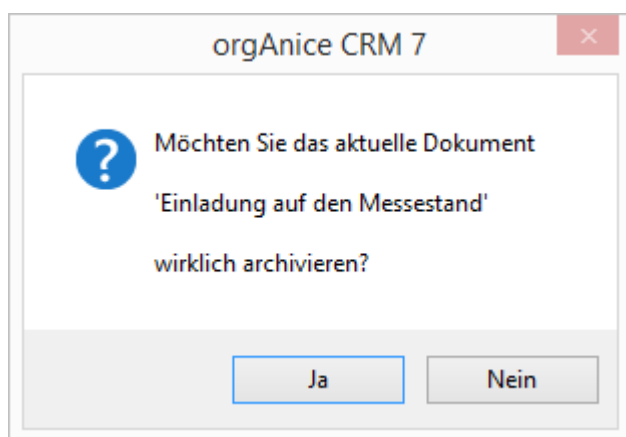 orgAnice CRM 7
Möchten Sie das aktuelle Dokument
'Einladung auf den Messestand'
wirklich archivieren?
Ja
Nein